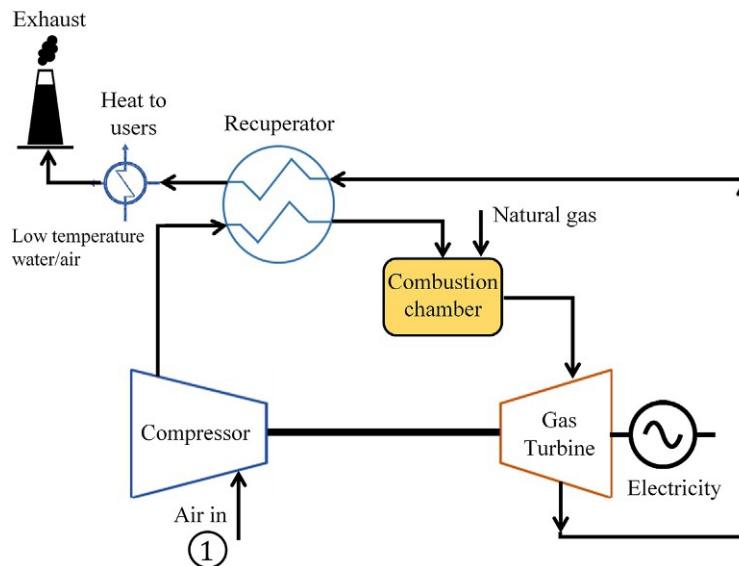 Exhaust
Heat to
users
Recuperator
Low temperature
water/air
Natural gas
Combustion
chamber
Compressor
Gas
Turbine
Electricity
Air in
1